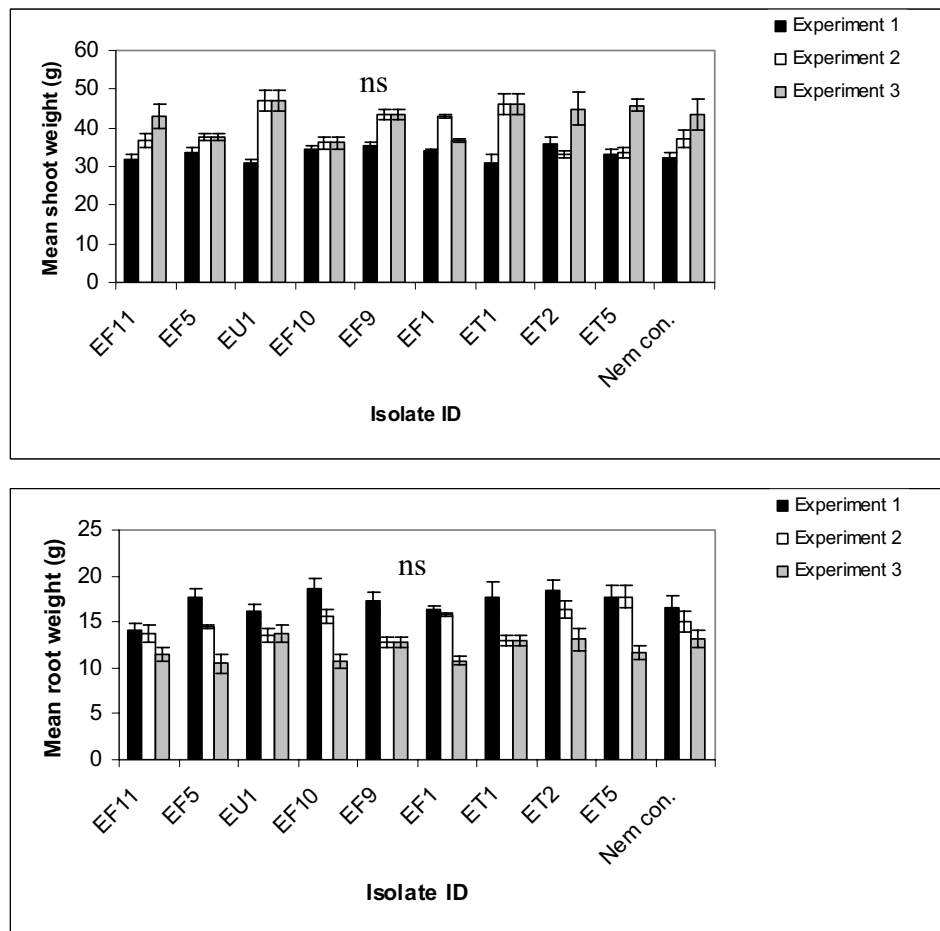 Experiment 1
Experiment 2
Experiment 3
Mean shoot weight (g)
60
50
40
30
20
10
0
ns
EF11
EF5
EU1
EF10
EF9
EF1
ET1
ET2
ET5
Nem con.
Isolate ID
Experiment 1
Experiment 2
Experiment 3
Mean root weight (g)
25
20
15
10
5
0
ns
EF11
EF5
EU1
EF10
EF9
EF1
ET1
ET2
ET5
Nem con.
Isolate ID